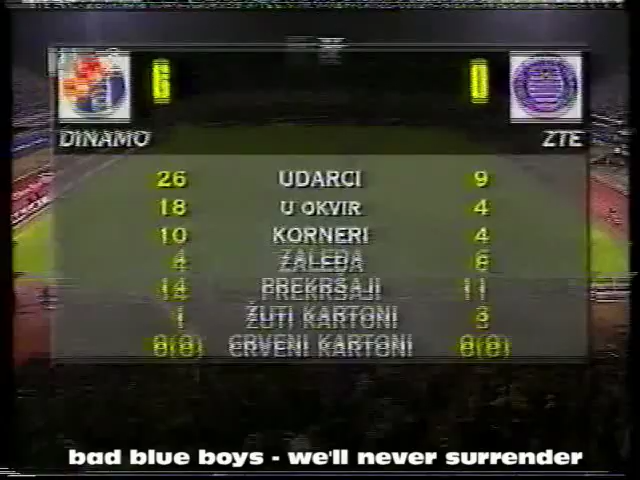 6 0
DINAMO ZTE
26 UDARCI 9
18 U OKVIR 4
10 KORNERI 4
4 ZALEĐA 6
14 PREKRŠAJI 11
1 ŽUTI KARTONI 3
0(0) CRVENI KARTONI 0(0)
bad blue boys - we'll never surrender